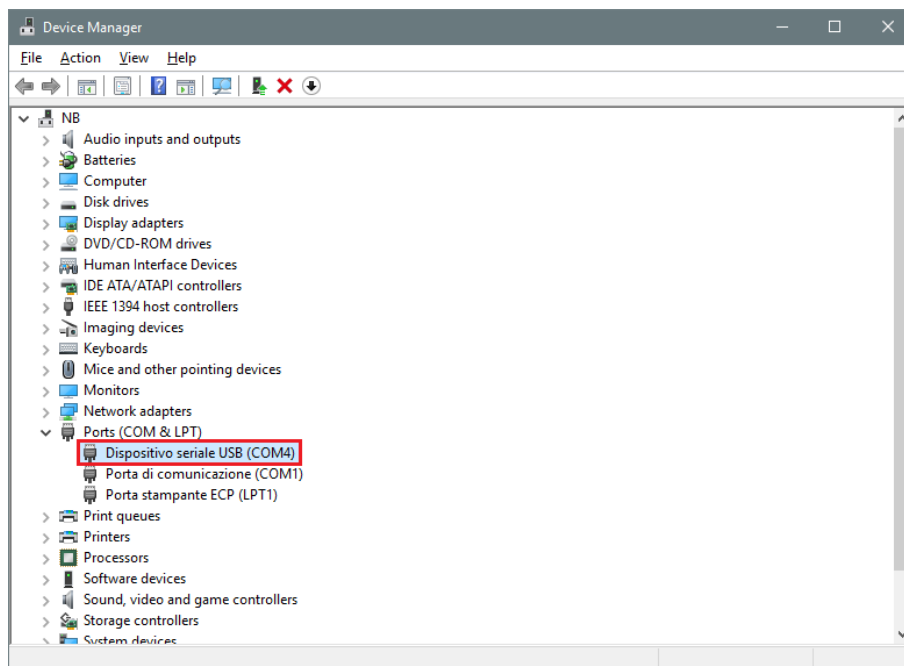 Device Manager
File Action View Help
NB
Audio inputs and outputs
Batteries
Computer
Disk drives
Display adapters
DVD/CD-ROM drives
Human Interface Devices
IDE ATA/ATAPI controllers
IEEE 1394 host controllers
Imaging devices
Keyboards
Mice and other pointing devices
Monitors
Network adapters
Ports (COM & LPT)
Dispositivo seriale USB (COM4)
Porta di comunicazione (COM1)
Porta stampante ECP (LPT1)
Print queues
Printers
Processors
Software devices
Sound, video and game controllers
Storage controllers
System devices